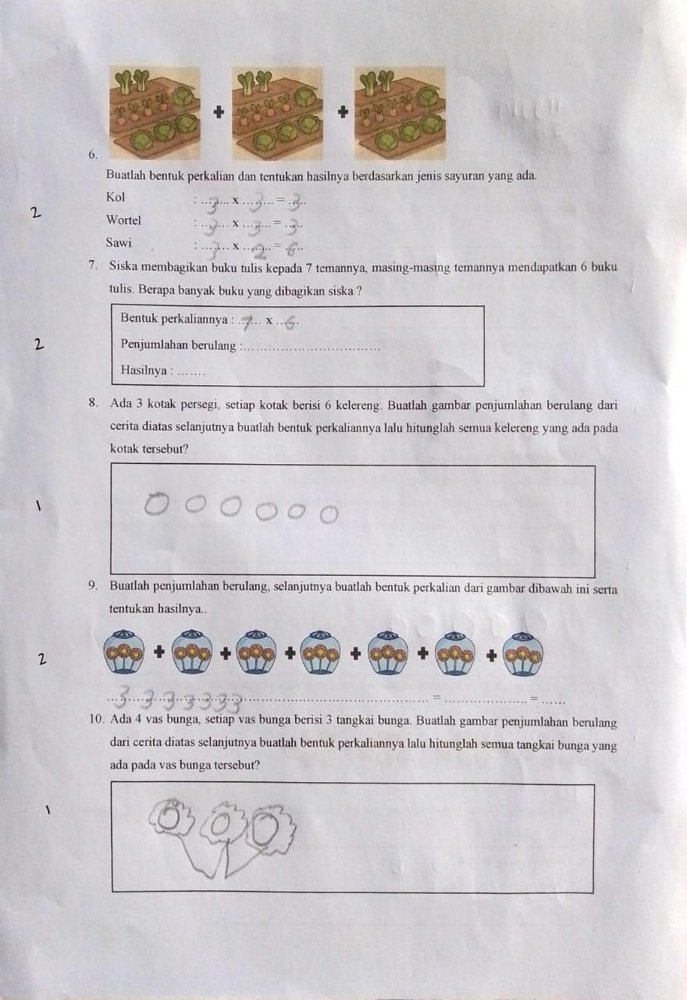 + +
6.
Buatlah bentuk perkalian dan tentukan hasilnya berdasarkan jenis sayuran yang ada.
Kol : ..3.. x ..3.. = ..3..
2
Wortel : ..3.. x ..3.. = ..3..
Sawi : ..3.. x ..2.. = ..6..
7. Siska membagikan buku tulis kepada 7 temannya, masing-masing temannya mendapatkan 6 buku
tulis. Berapa banyak buku yang dibagikan siska ?
Bentuk perkaliannya : ..7.. x ..6..
2
Penjumlahan berulang :.................................
Hasilnya : .......
8. Ada 3 kotak persegi, setiap kotak berisi 6 kelereng. Buatlah gambar penjumlahan berulang dari
cerita diatas selanjutnya buatlah bentuk perkaliannya lalu hitunglah semua kelereng yang ada pada
kotak tersebut?
1
9. Buatlah penjumlahan berulang, selanjutnya buatlah bentuk perkalian dari gambar dibawah ini serta
tentukan hasilnya..
2
+ + + + + +
..3..3..3..3..3..3..3.......................... = .................... = ......
10. Ada 4 vas bunga, setiap vas bunga berisi 3 tangkai bunga. Buatlah gambar penjumlahan berulang
dari cerita diatas selanjutnya buatlah bentuk perkaliannya lalu hitunglah semua tangkai bunga yang
ada pada vas bunga tersebut?
1